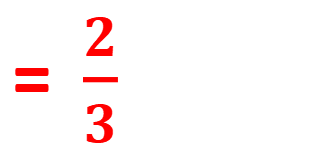 = 2/3